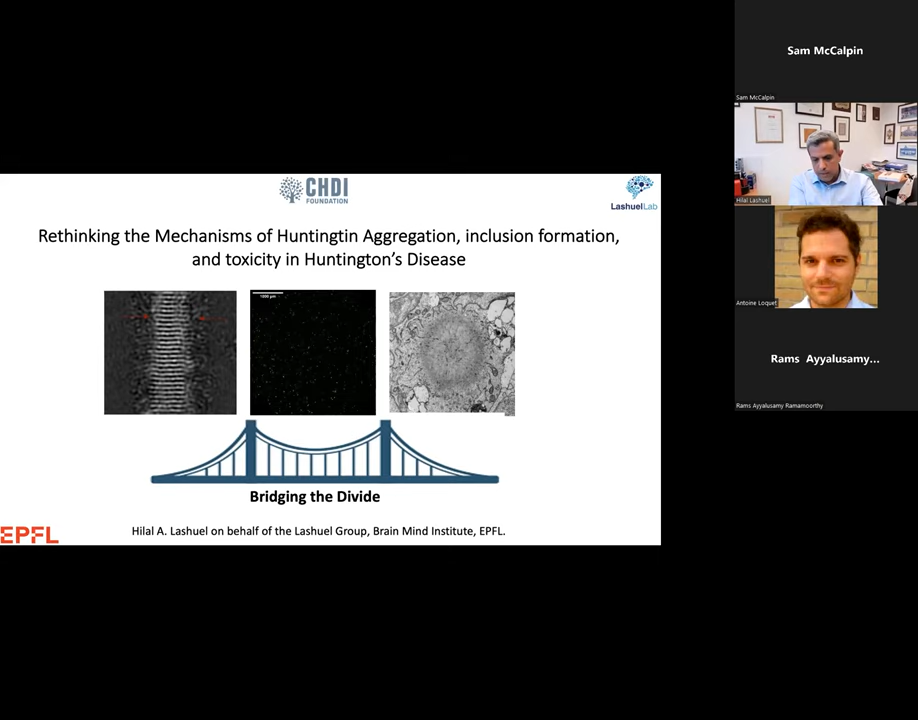 Sam McCalpin
Sam McCalpin
Hilal Lashuel
Antoine Loquet
Rams Ayyalusamy...
Rams Ayyalusamy Ramamoorthy
CHDI
FOUNDATION
LashuelLab
Rethinking the Mechanisms of Huntingtin Aggregation, inclusion formation,
and toxicity in Huntington's Disease
1000 µm
Bridging the Divide
Hilal A. Lashuel on behalf of the Lashuel Group, Brain Mind Institute, EPFL.
EPFL